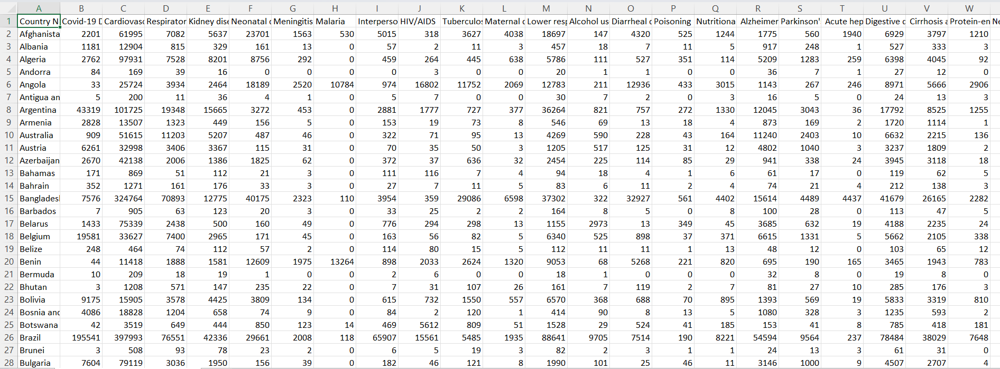 A B C D E F G H I J K L M N O P Q R S T U V W
1 Country N Covid-19 D Cardiovasc Respirator Kidney dise Neonatal d Meningitis Malaria Interperso HIV/AIDS Tuberculos Maternal d Lower resp Alcohol us Diarrheal d Poisoning Nutritiona Alzheimer Parkinson' Acute hep Digestive d Cirrhosis a Protein-en Ne
2 Afghanista 2201 61995 7082 5637 23701 1563 530 5015 318 3627 4038 18697 147 4320 525 1244 1775 560 1940 6929 3797 1210
3 Albania 1181 12904 815 329 161 13 0 57 2 11 3 457 18 7 11 5 917 248 1 527 333 3
4 Algeria 2762 97931 7528 8201 8756 292 0 459 264 445 638 5786 111 527 351 114 5209 1283 259 6398 4045 92
5 Andorra 84 169 39 16 0 0 0 0 3 0 0 20 1 1 0 0 36 7 1 27 12 0
6 Angola 33 25724 3934 2464 18189 2520 10784 974 16802 11752 2069 12783 211 12936 433 3015 1143 267 246 8971 5666 2906
7 Antigua an 5 200 11 36 4 1 0 5 7 0 0 30 7 2 0 3 16 5 0 24 13 3
8 Argentina 43319 101725 19348 15665 3272 453 0 2881 1777 727 377 36264 821 757 272 1330 12045 3043 36 17792 8525 1255
9 Armenia 2828 13507 1323 449 156 5 0 153 19 73 8 546 69 13 18 4 873 169 2 1720 1114 1
10 Australia 909 51615 11203 5207 487 46 0 322 71 95 13 4269 590 228 43 164 11240 2403 10 6632 2215 136
11 Austria 6261 32998 3406 3367 115 31 0 70 35 50 3 1205 517 125 31 12 4802 1040 3 3237 1809 2
12 Azerbaijan 2670 42138 2006 1386 1825 62 0 372 37 636 32 2454 225 114 85 29 941 338 24 3945 3118 18
13 Bahamas 171 869 51 112 21 3 0 111 116 7 4 94 18 4 1 6 61 17 0 119 62 5
14 Bahrain 352 1271 161 176 33 3 0 27 7 11 5 83 6 11 2 4 74 21 4 212 138 3
15 Banglades 7576 324764 70893 12775 40175 2323 110 3954 359 29086 6598 37302 322 32927 561 4402 15614 4489 4437 41679 26165 2282
16 Barbados 7 905 63 123 20 3 0 33 25 2 2 164 8 5 0 8 100 28 0 113 47 5
17 Belarus 1433 75339 2438 500 160 49 0 776 294 298 13 1155 2973 13 349 45 3685 632 19 4188 2235 24
18 Belgium 19581 33627 7400 2965 171 45 0 163 56 82 5 6340 525 898 37 371 6615 1331 5 5662 2105 338
19 Belize 248 464 74 112 57 2 0 114 80 15 5 112 11 11 1 13 48 12 0 103 65 12
20 Benin 44 11418 1888 1581 12609 1975 13264 898 2033 2624 1320 9053 68 5268 221 820 695 190 165 3465 1943 783
21 Bermuda 10 209 18 19 1 0 0 2 6 0 0 18 1 0 0 0 32 8 0 19 8 0
22 Bhutan 3 1208 571 147 235 22 0 7 31 107 26 161 7 119 2 7 81 27 10 285 176 3
23 Bolivia 9175 15905 3578 4425 3809 134 0 615 732 1550 557 6570 368 688 70 895 1393 569 19 5833 3319 810
24 Bosnia and 4086 18828 1204 658 74 9 0 84 2 120 1 414 90 8 13 5 1080 328 3 1235 593 2
25 Botswana 42 3519 649 444 850 123 14 469 5612 809 51 1528 29 524 41 185 153 41 8 785 418 181
26 Brazil 195541 397993 76551 42336 29661 2008 118 65907 15561 5485 1935 88641 9705 7514 190 8221 54594 9564 237 78484 38029 7648
27 Brunei 3 508 93 78 23 2 0 6 5 19 3 82 2 3 1 1 24 13 3 61 31 0
28 Bulgaria 7604 79119 3036 1950 156 39 0 182 46 121 8 1990 101 25 46 11 3146 1000 9 4507 2707 4